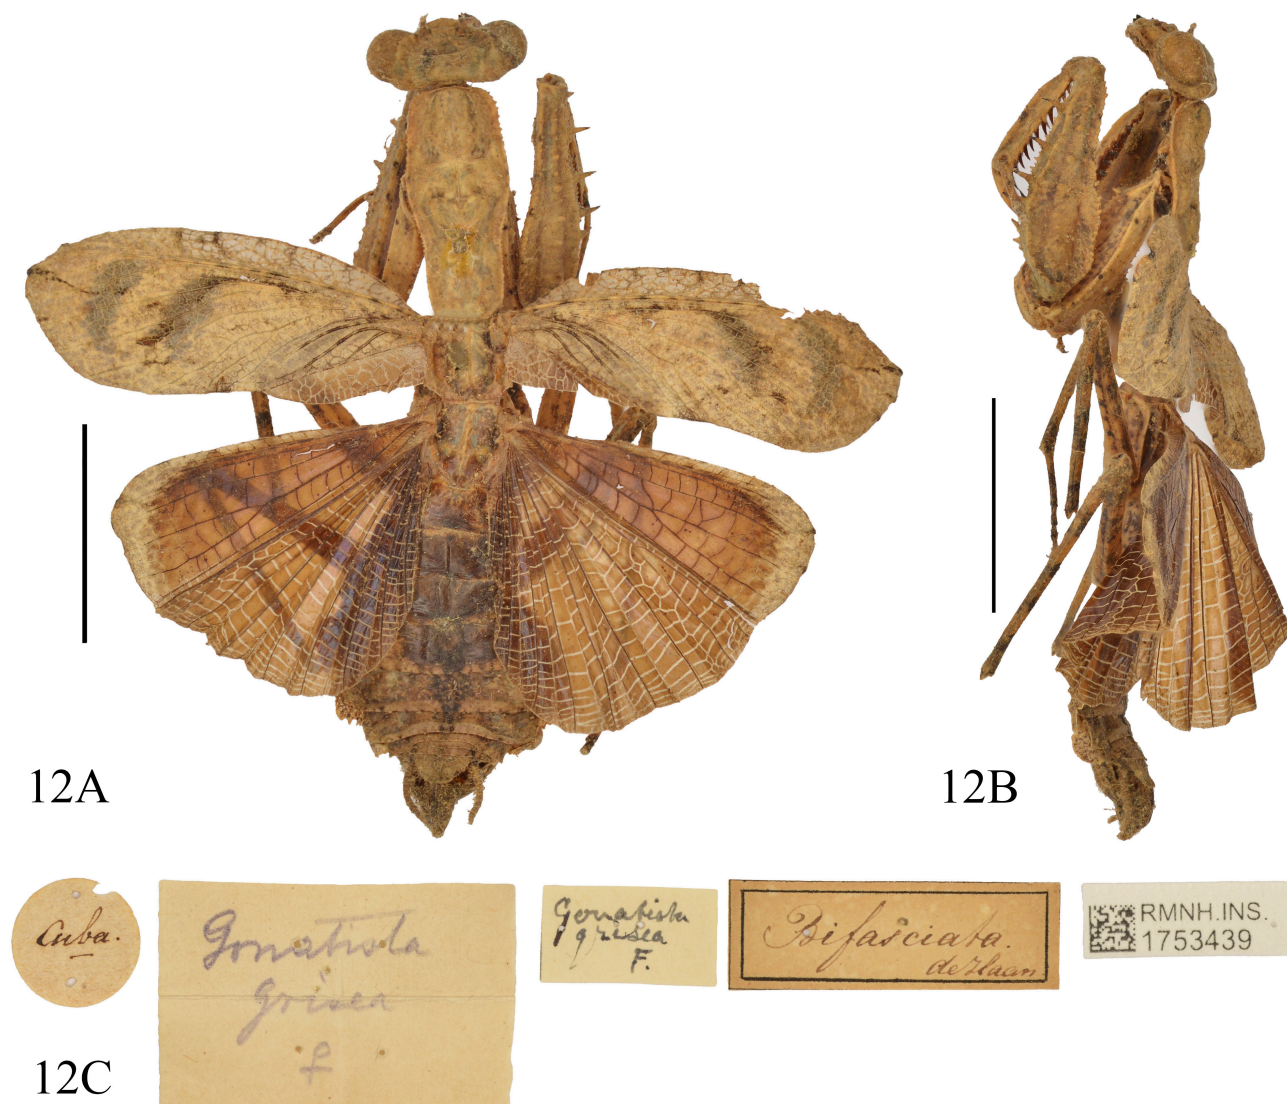 12A
12B
Cuba.
Gonatista
grisea
♀
Gonatista
grisea
F.
Bifasciata.
de Haan
RMNH.INS.
1753439
12C